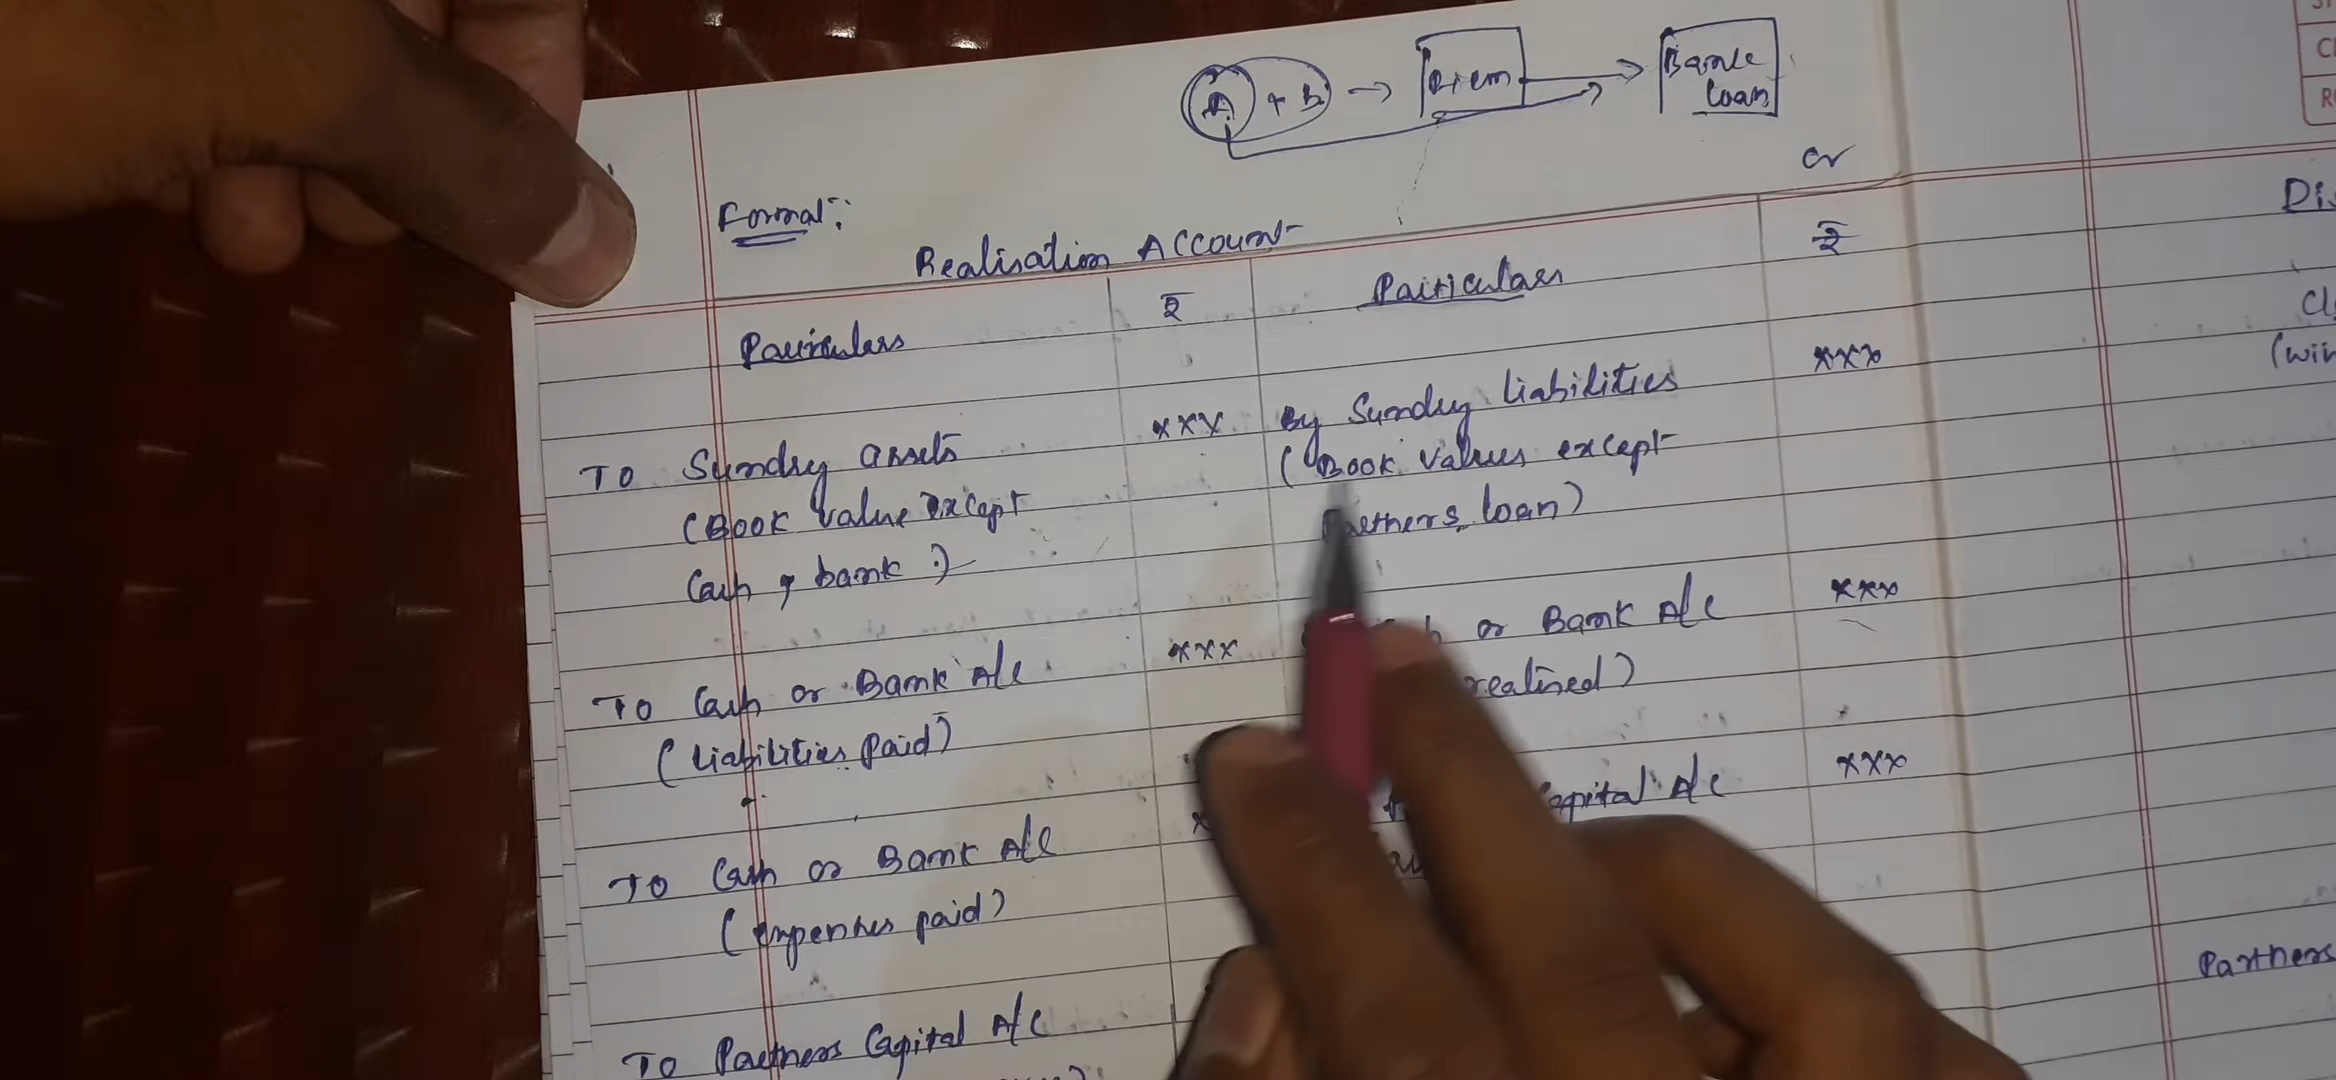 A + B → Firm → Bank
loan
Cr
Format:
Realisation Account
Particulars ₹ Particulars ₹
To Sundry assets xxx By Sundry liabilities xxx
(Book value except (Book values except
Cash & bank) Partners loan)
To Cash or Bank A/c xxx or Bank A/c xxx
(liabilities paid) realised)
To Cash or Bank A/c Capital A/c xxx
(expenses paid)
To Partners Capital A/c
Partners